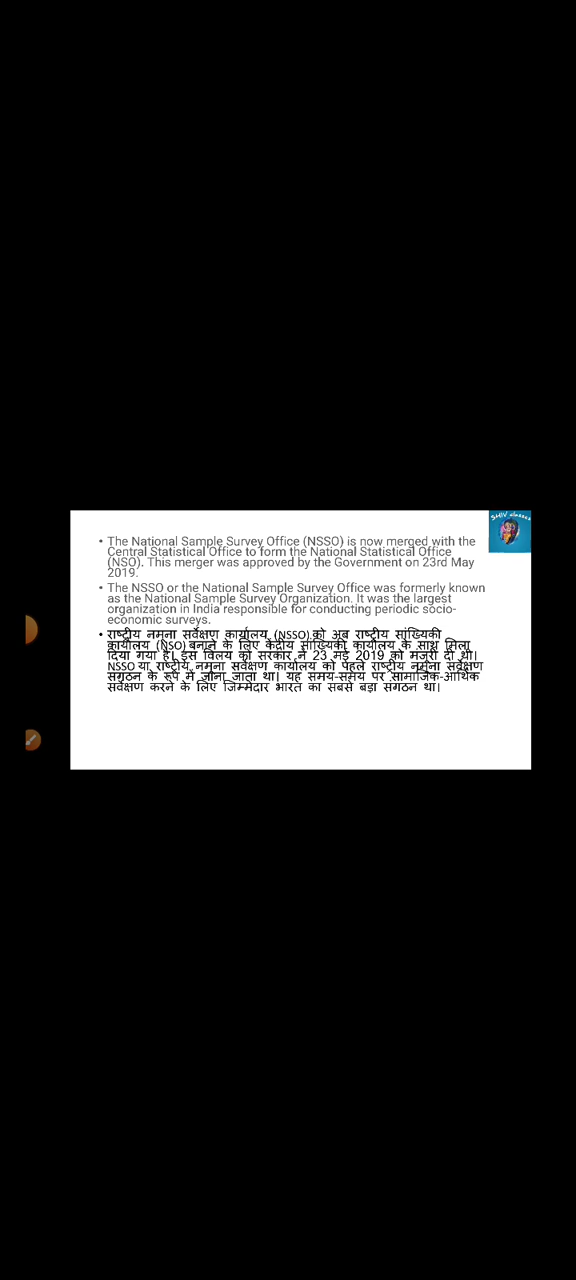 SHIV classes
• The National Sample Survey Office (NSSO) is now merged with the
Central Statistical Office to form the National Statistical Office
(NSO). This merger was approved by the Government on 23rd May
2019.
• The NSSO or the National Sample Survey Office was formerly known
as the National Sample Survey Organization. It was the largest
organization in India responsible for conducting periodic socio-
economic surveys.
• राष्ट्रीय नमूना सर्वेक्षण कार्यालय (NSSO) को अब राष्ट्रीय सांख्यिकी
कार्यालय (NSO) बनाने के लिए केंद्रीय सांख्यिकी कार्यालय के साथ मिला
दिया गया है। इस विलय को सरकार ने 23 मई 2019 को मंजूरी दी थी।
NSSO या राष्ट्रीय नमूना सर्वेक्षण कार्यालय को पहले राष्ट्रीय नमूना सर्वेक्षण
संगठन के रूप में जाना जाता था। यह समय-समय पर सामाजिक-आर्थिक
सर्वेक्षण करने के लिए जिम्मेदार भारत का सबसे बड़ा संगठन था।